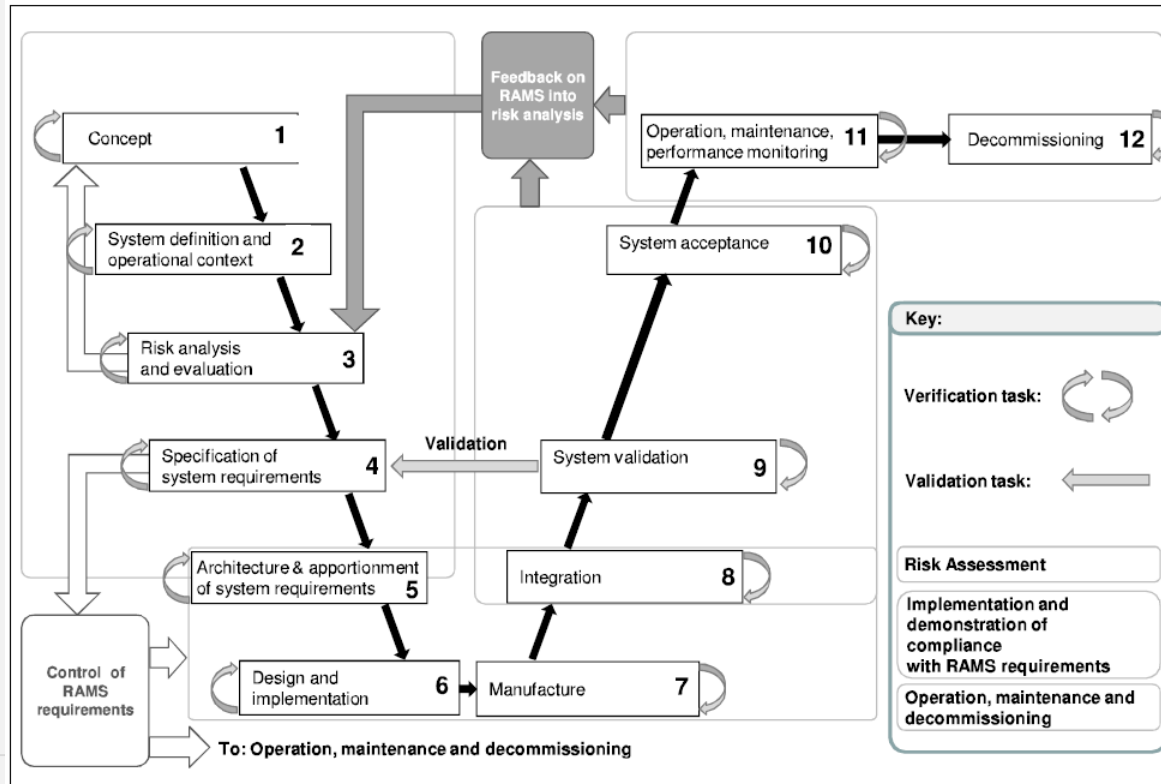 Feedback on
RAMS into
risk analysis
Concept 1
System definition and
operational context 2
Risk analysis
and evaluation 3
Specification of
system requirements 4
Validation
Architecture & apportionment
of system requirements 5
Design and
implementation 6
Manufacture 7
Integration 8
System validation 9
System acceptance 10
Operation, maintenance,
performance monitoring 11
Decommissioning 12
Control of
RAMS
requirements
To: Operation, maintenance and decommissioning
Key:
Verification task:
Validation task:
Risk Assessment
Implementation and
demonstration of
compliance
with RAMS requirements
Operation, maintenance and
decommissioning